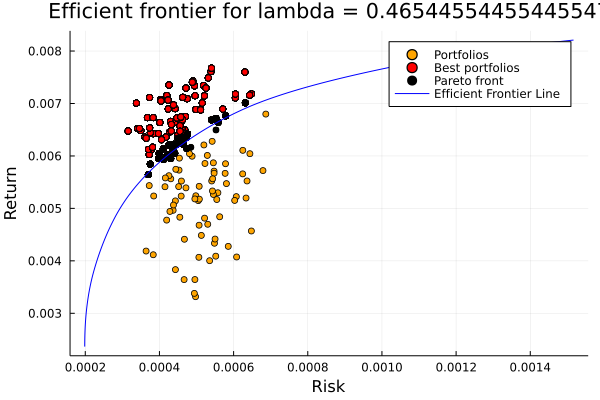 Efficient frontier for lambda = 0.4654455445544554
Portfolios
Best portfolios
Pareto front
Efficient Frontier Line
Return
0.008
0.007
0.006
0.005
0.004
0.003
0.0002 0.0004 0.0006 0.0008 0.0010 0.0012 0.0014
Risk